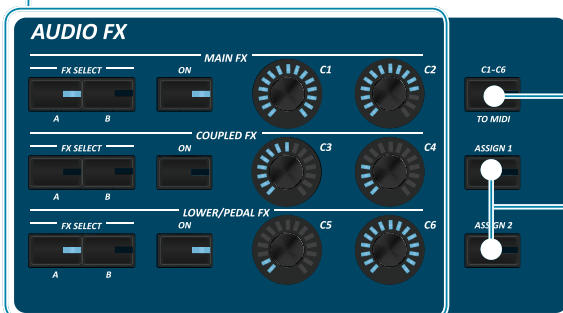 AUDIO FX
MAIN FX
FX SELECT ON C1 C2 C1-C6
A B TO MIDI
COUPLED FX
FX SELECT ON C3 C4 ASSIGN 1
A B
LOWER/PEDAL FX
FX SELECT ON C5 C6 ASSIGN 2
A B